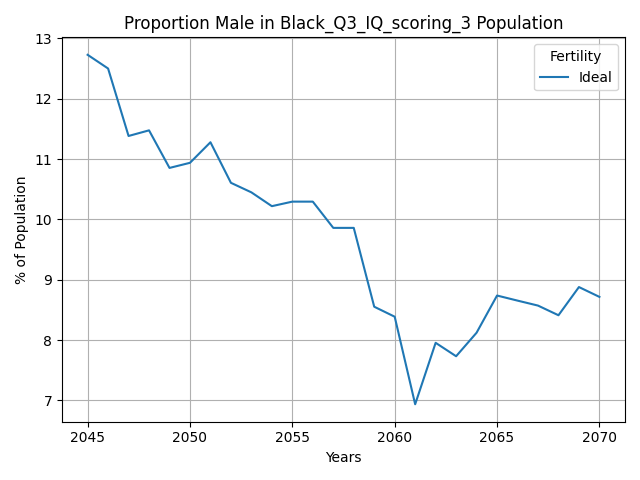 Proportion Male in Black_Q3_IQ_scoring_3 Population
Fertility
Ideal
% of Population
13
12
11
10
9
8
7
2045
2050
2055
2060
2065
2070
Years